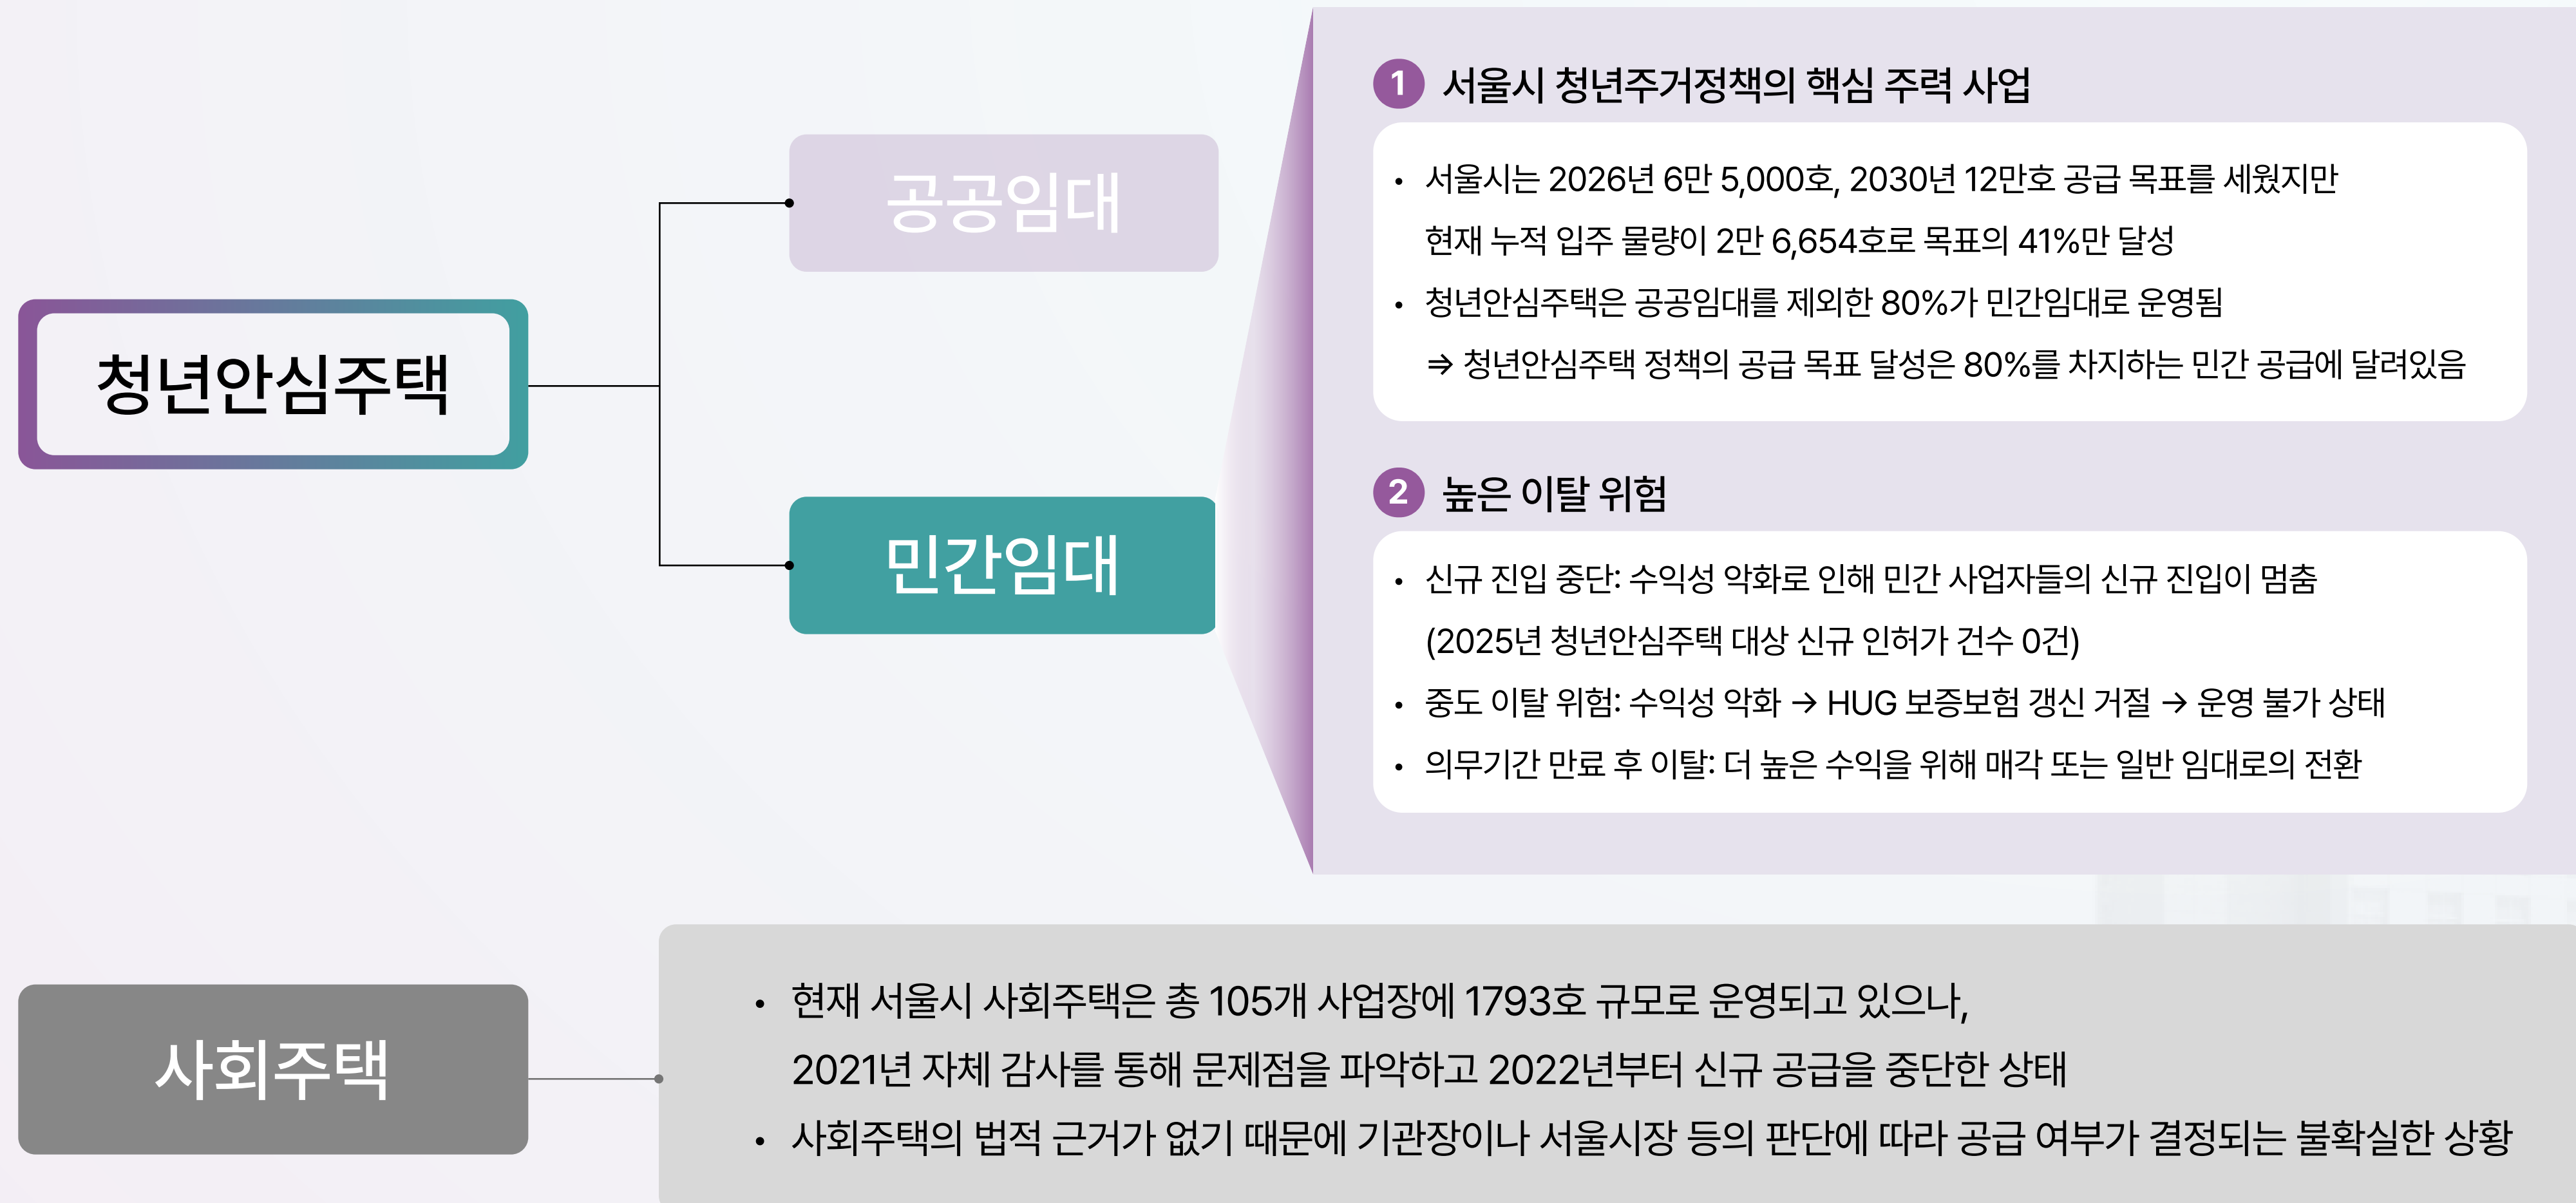 청년안심주택
공공임대
민간임대
1 서울시 청년주거정책의 핵심 주력 사업
• 서울시는 2026년 6만 5,000호, 2030년 12만호 공급 목표를 세웠지만
현재 누적 입주 물량이 2만 6,654호로 목표의 41%만 달성
• 청년안심주택은 공공임대를 제외한 80%가 민간임대로 운영됨
⇒ 청년안심주택 정책의 공급 목표 달성은 80%를 차지하는 민간 공급에 달려있음
2 높은 이탈 위험
• 신규 진입 중단: 수익성 악화로 인해 민간 사업자들의 신규 진입이 멈춤
(2025년 청년안심주택 대상 신규 인허가 건수 0건)
• 중도 이탈 위험: 수익성 악화 → HUG 보증보험 갱신 거절 → 운영 불가 상태
• 의무기간 만료 후 이탈: 더 높은 수익을 위해 매각 또는 일반 임대로의 전환
사회주택
• 현재 서울시 사회주택은 총 105개 사업장에 1793호 규모로 운영되고 있으나,
2021년 자체 감사를 통해 문제점을 파악하고 2022년부터 신규 공급을 중단한 상태
• 사회주택의 법적 근거가 없기 때문에 기관장이나 서울시장 등의 판단에 따라 공급 여부가 결정되는 불확실한 상황